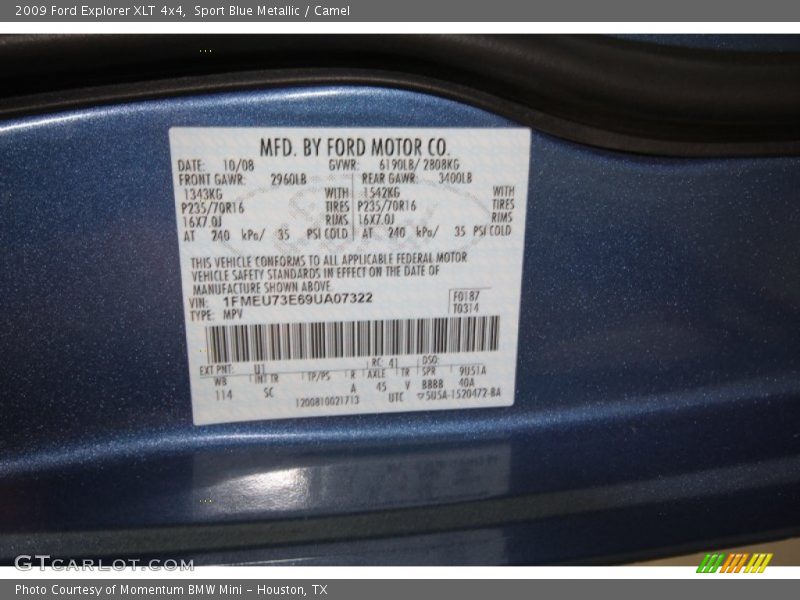 2009 Ford Explorer XLT 4x4, Sport Blue Metallic / Camel
MFD. BY FORD MOTOR CO.
DATE: 10/08 GVWR: 6190LB/ 2808KG
FRONT GAWR: 2960LB REAR GAWR: 3400LB
1343KG WITH 1542KG WITH
P235/70R16 TIRES P235/70R16 TIRES
16X7.0J RIMS 16X7.0J RIMS
AT 240 kPa/ 35 PSI COLD AT 240 kPa/ 35 PSI COLD
THIS VEHICLE CONFORMS TO ALL APPLICABLE FEDERAL MOTOR
VEHICLE SAFETY STANDARDS IN EFFECT ON THE DATE OF
MANUFACTURE SHOWN ABOVE.
VIN: 1FMEU73E69UA07322 F0187
TYPE: MPV T0314
EXT PNT: U1 RC: 41 DSO:
WB INT TR TP/PS R AXLE TR SPR 9U51A
114 SC A 45 V BBBB 40A
1200810021713 UTC 5U5A-1520472-BA
GTCARLOT.COM
Photo Courtesy of Momentum BMW Mini – Houston, TX